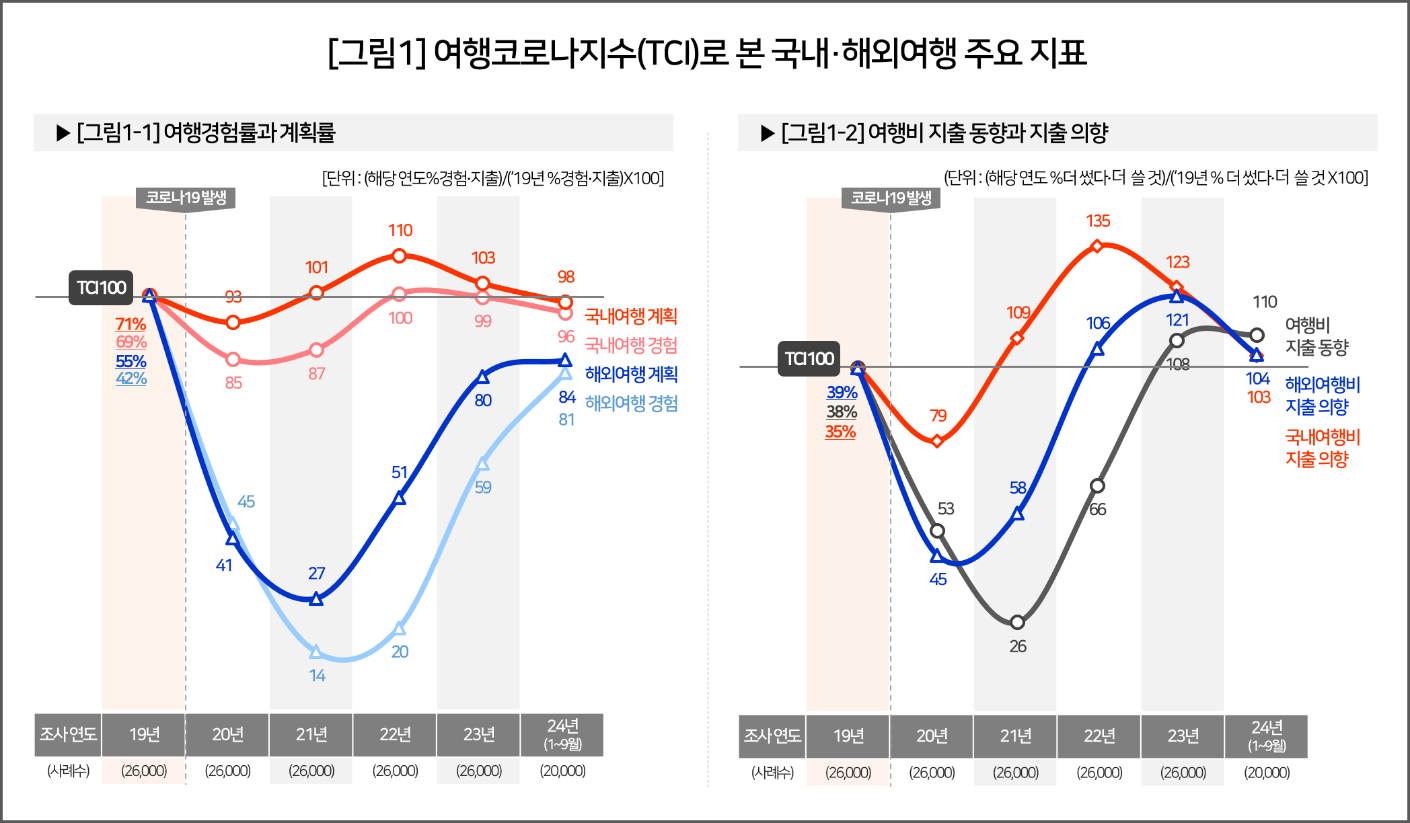 [그림1] 여행코로나지수(TCI)로 본 국내·해외여행 주요 지표
▶ [그림1-1] 여행경험률과 계획률
[단위 : (해당 연도%경험·지출)/('19년 %경험·지출)X100]
코로나19 발생
TCI 100
71%
69%
55%
42%
93
101
110
103
98
85
87
100
99
96
45
41
27
51
80
84
14
20
59
81
국내여행 계획
국내여행 경험
해외여행 계획
해외여행 경험
조사 연도 19년 20년 21년 22년 23년 24년
(1~9월)
(사례수) (26,000) (26,000) (26,000) (26,000) (26,000) (20,000)
▶ [그림1-2] 여행비 지출 동향과 지출 의향
(단위 : (해당 연도 %더 썼다·더 쓸 것)/('19년 % 더 썼다·더 쓸 것 X100]
코로나19 발생
TCI 100
39%
38%
35%
79
109
135
123
103
53
26
66
108
110
45
58
106
121
104
여행비
지출 동향
해외여행비
지출 의향
국내여행비
지출 의향
조사 연도 19년 20년 21년 22년 23년 24년
(1~9월)
(사례수) (26,000) (26,000) (26,000) (26,000) (26,000) (20,000)